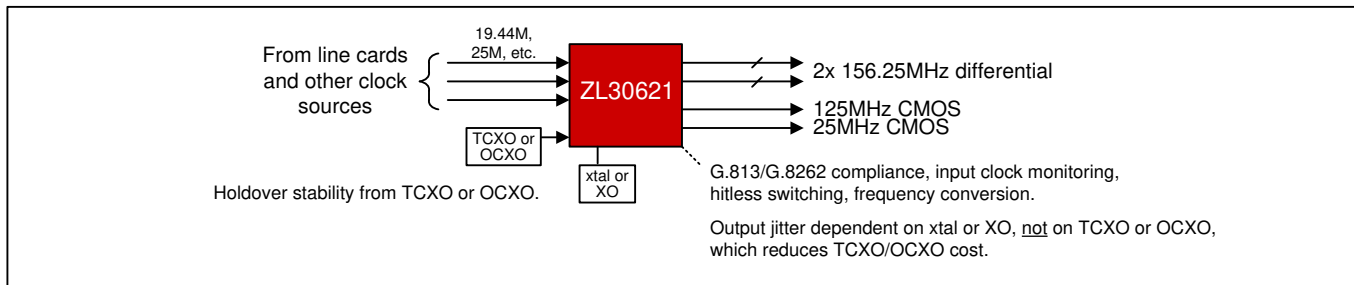 19.44M,
25M, etc.
From line cards
and other clock
sources
ZL30621
2x 156.25MHz differential
125MHz CMOS
25MHz CMOS
TCXO or
OCXO
xtal or
XO
Holdover stability from TCXO or OCXO.
G.813/G.8262 compliance, input clock monitoring,
hitless switching, frequency conversion.
Output jitter dependent on xtal or XO, not on TCXO or OCXO,
which reduces TCXO/OCXO cost.